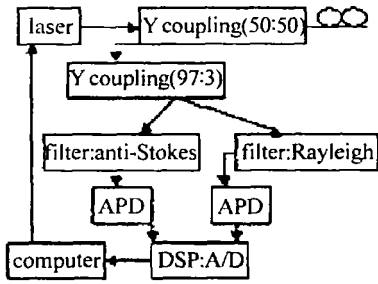 laser
Y coupling(50:50)
Y coupling(97:3)
filter:anti-Stokes
filter:Rayleigh
APD
APD
computer
DSP:A/D